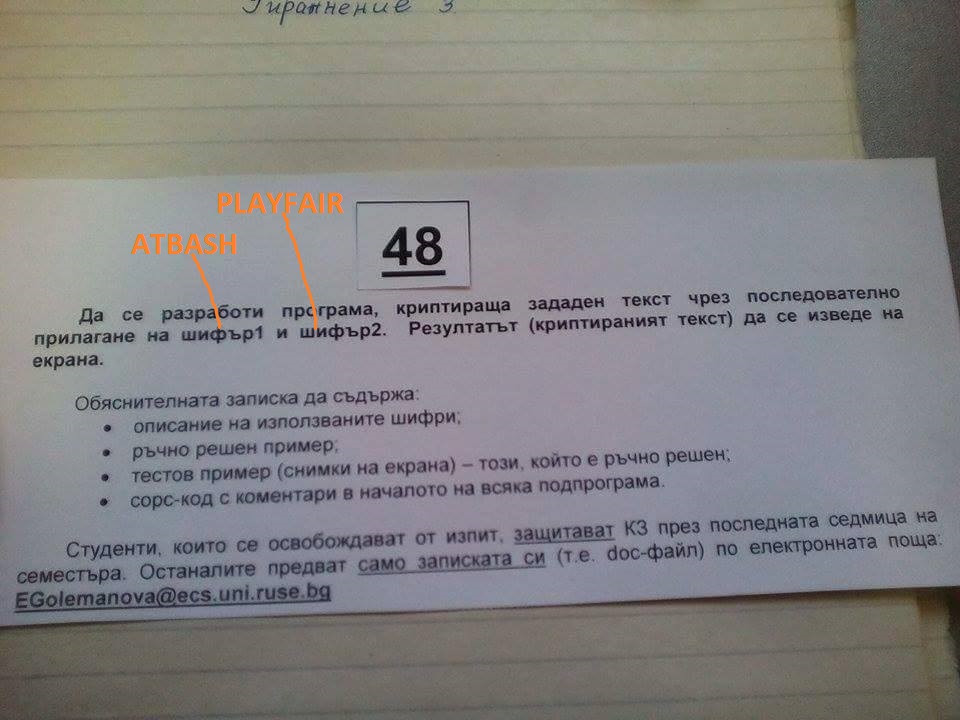 Упражнение 3
PLAYFAIR
ATBASH
48
Да се разработи програма, криптираща зададен текст чрез последователно
прилагане на шифър1 и шифър2. Резултатът (криптираният текст) да се изведе на
екрана.
Обяснителната записка да съдържа:
• описание на използваните шифри;
• ръчно решен пример;
• тестов пример (снимки на екрана) – този, който е ръчно решен;
• сорс-код с коментари в началото на всяка подпрограма.
Студенти, които се освобождават от изпит, защитават КЗ през последната седмица на
семестъра. Останалите предват само записката си (т.е. doc-файл) по електронната поща:
EGolemanova@ecs.uni.ruse.bg